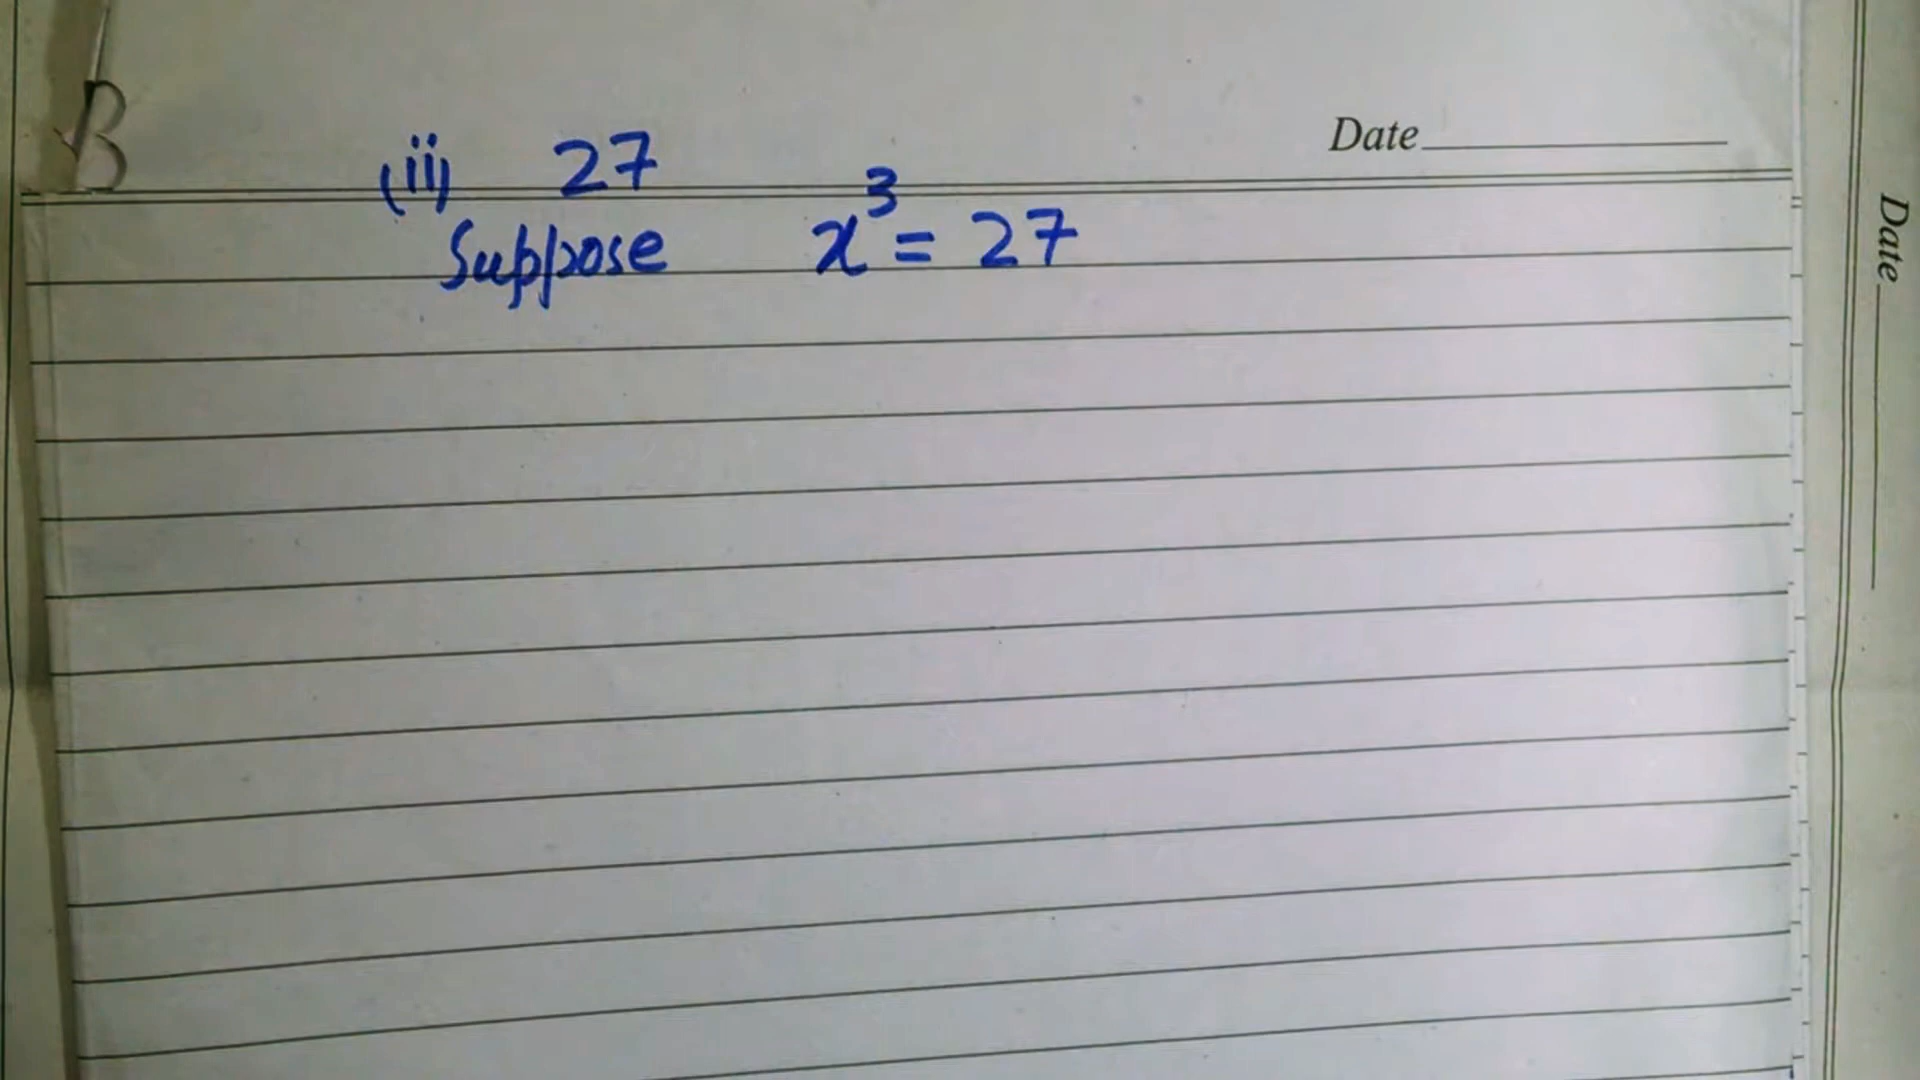 B
Date
(ii) 27
Suppose x³ = 27
Date